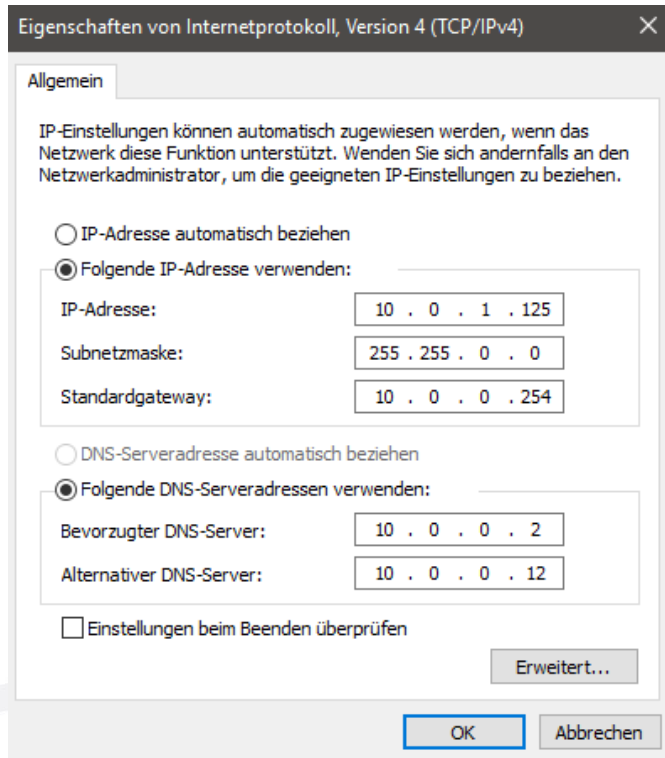 Eigenschaften von Internetprotokoll, Version 4 (TCP/IPv4)
Allgemein
IP-Einstellungen können automatisch zugewiesen werden, wenn das
Netzwerk diese Funktion unterstützt. Wenden Sie sich andernfalls an den
Netzwerkadministrator, um die geeigneten IP-Einstellungen zu beziehen.
IP-Adresse automatisch beziehen
Folgende IP-Adresse verwenden:
IP-Adresse: 10 . 0 . 1 . 125
Subnetzmaske: 255 . 255 . 0 . 0
Standardgateway: 10 . 0 . 0 . 254
DNS-Serveradresse automatisch beziehen
Folgende DNS-Serveradressen verwenden:
Bevorzugter DNS-Server: 10 . 0 . 0 . 2
Alternativer DNS-Server: 10 . 0 . 0 . 12
Einstellungen beim Beenden überprüfen
Erweitert...
OK Abbrechen